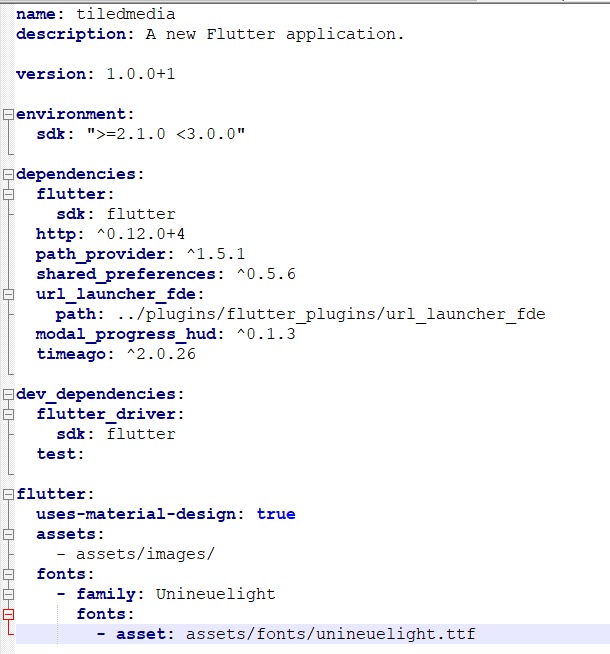 name: tiledmedia
description: A new Flutter application.
version: 1.0.0+1
environment:
  sdk: ">=2.1.0 <3.0.0"
dependencies:
  flutter:
    sdk: flutter
  http: ^0.12.0+4
  path_provider: ^1.5.1
  shared_preferences: ^0.5.6
  url_launcher_fde:
    path: ../plugins/flutter_plugins/url_launcher_fde
  modal_progress_hud: ^0.1.3
  timeago: ^2.0.26
dev_dependencies:
  flutter_driver:
    sdk: flutter
  test:
flutter:
  uses-material-design: true
  assets:
    - assets/images/
  fonts:
    - family: Unineuelight
      fonts:
        - asset: assets/fonts/unineuelight.ttf